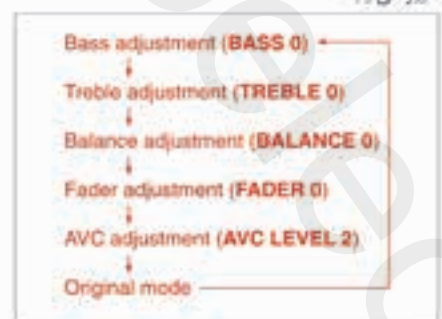 Bass adjustment (BASS 0)
Treble adjustment (TREBLE 0)
Balance adjustment (BALANCE 0)
Fader adjustment (FADER 0)
AVC adjustment (AVC LEVEL 2)
Original mode